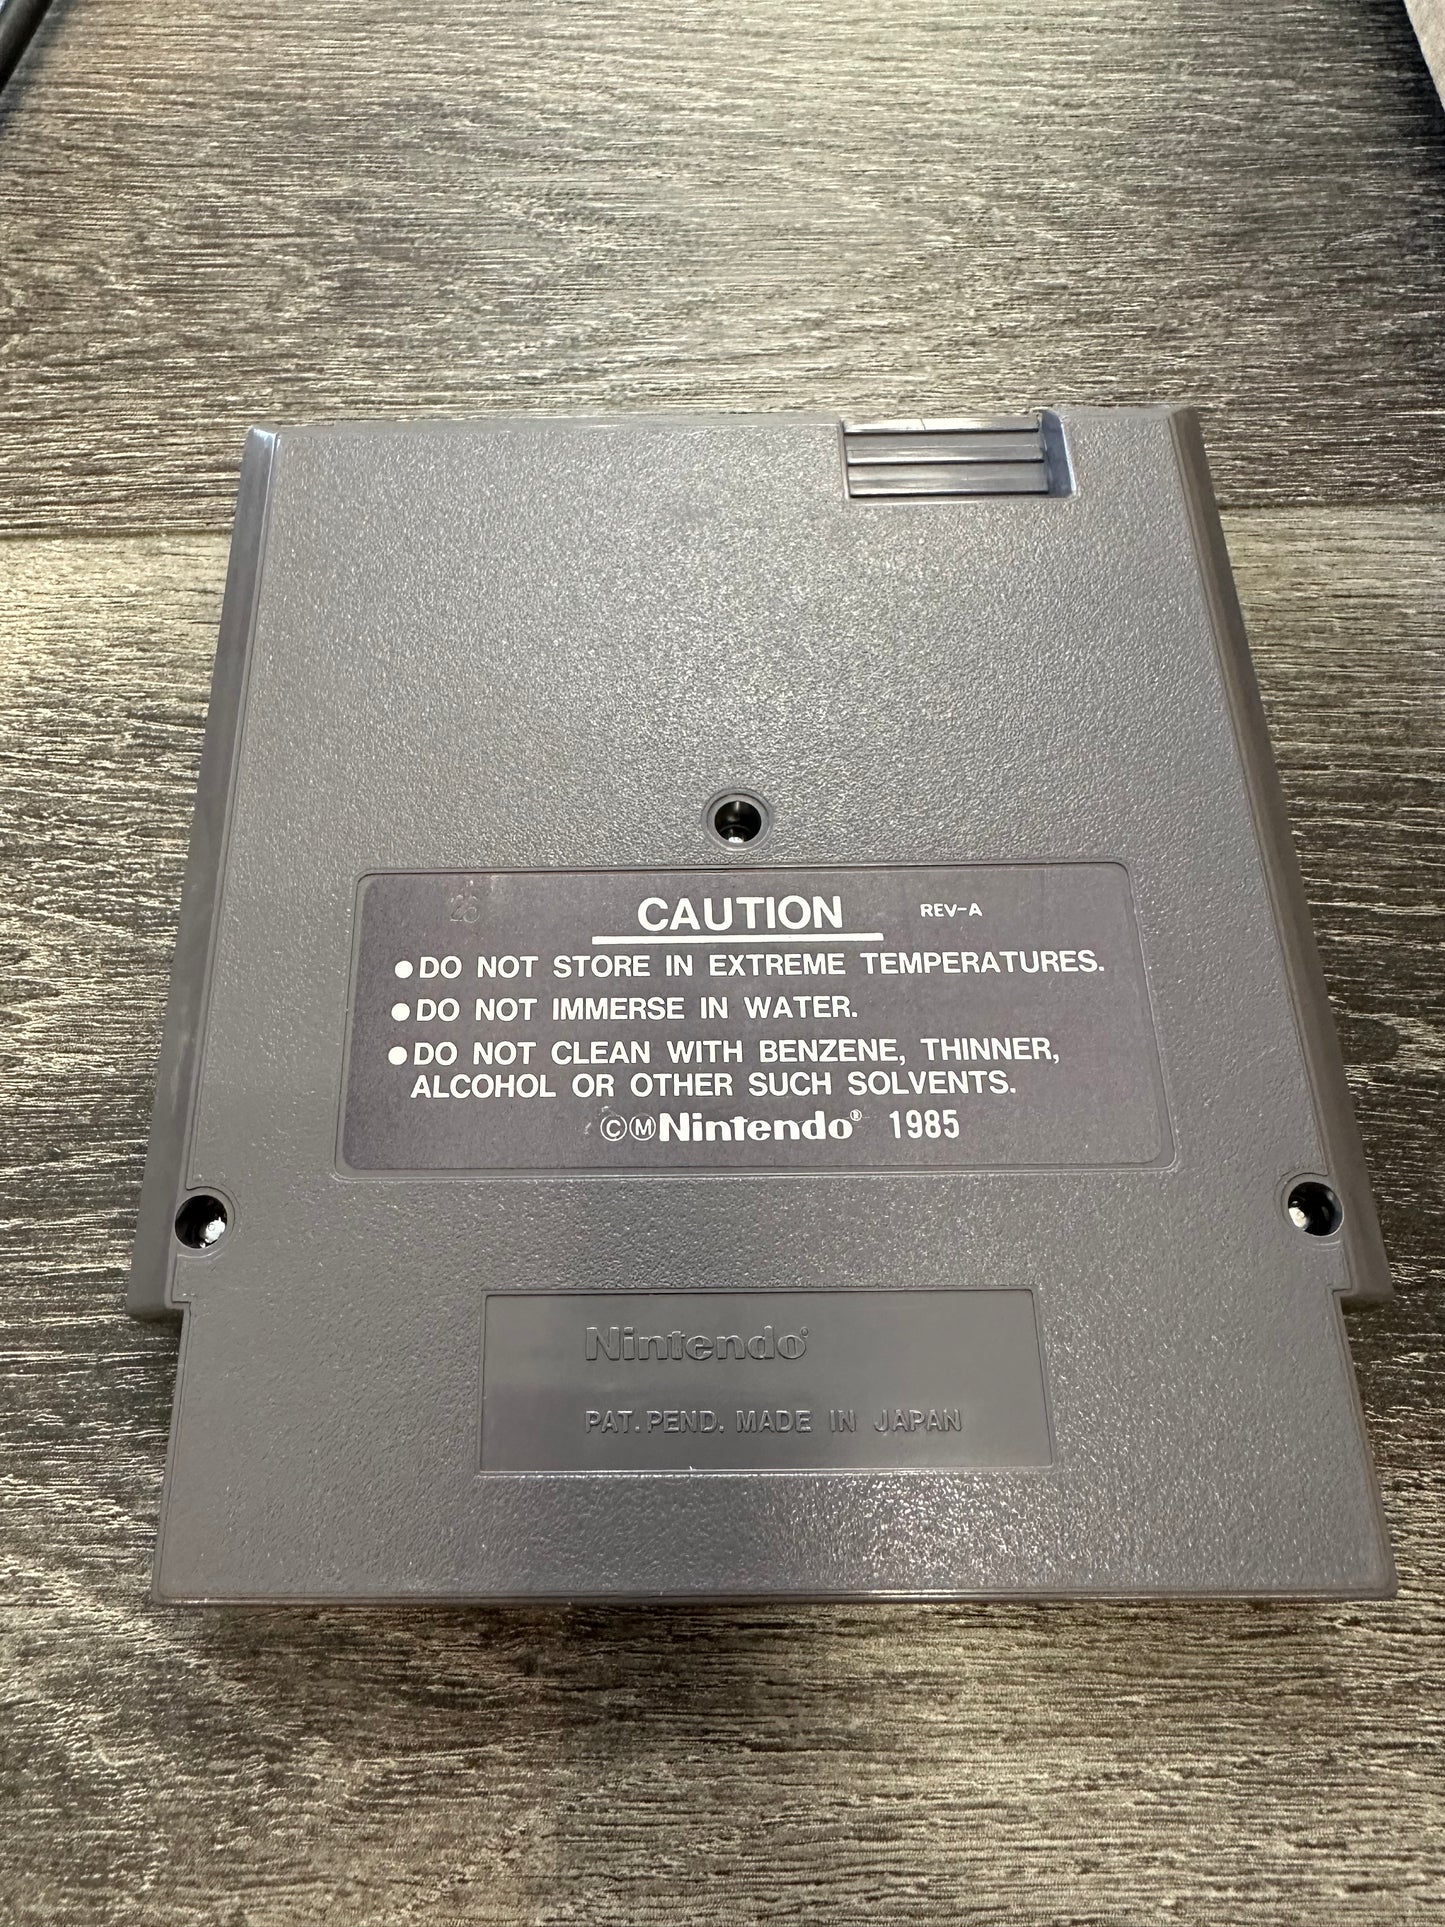 26
CAUTION REV-A
●DO NOT STORE IN EXTREME TEMPERATURES.
●DO NOT IMMERSE IN WATER.
●DO NOT CLEAN WITH BENZENE, THINNER,
ALCOHOL OR OTHER SUCH SOLVENTS.
©ⓂNintendo® 1985
Nintendo®
PAT. PEND. MADE IN JAPAN